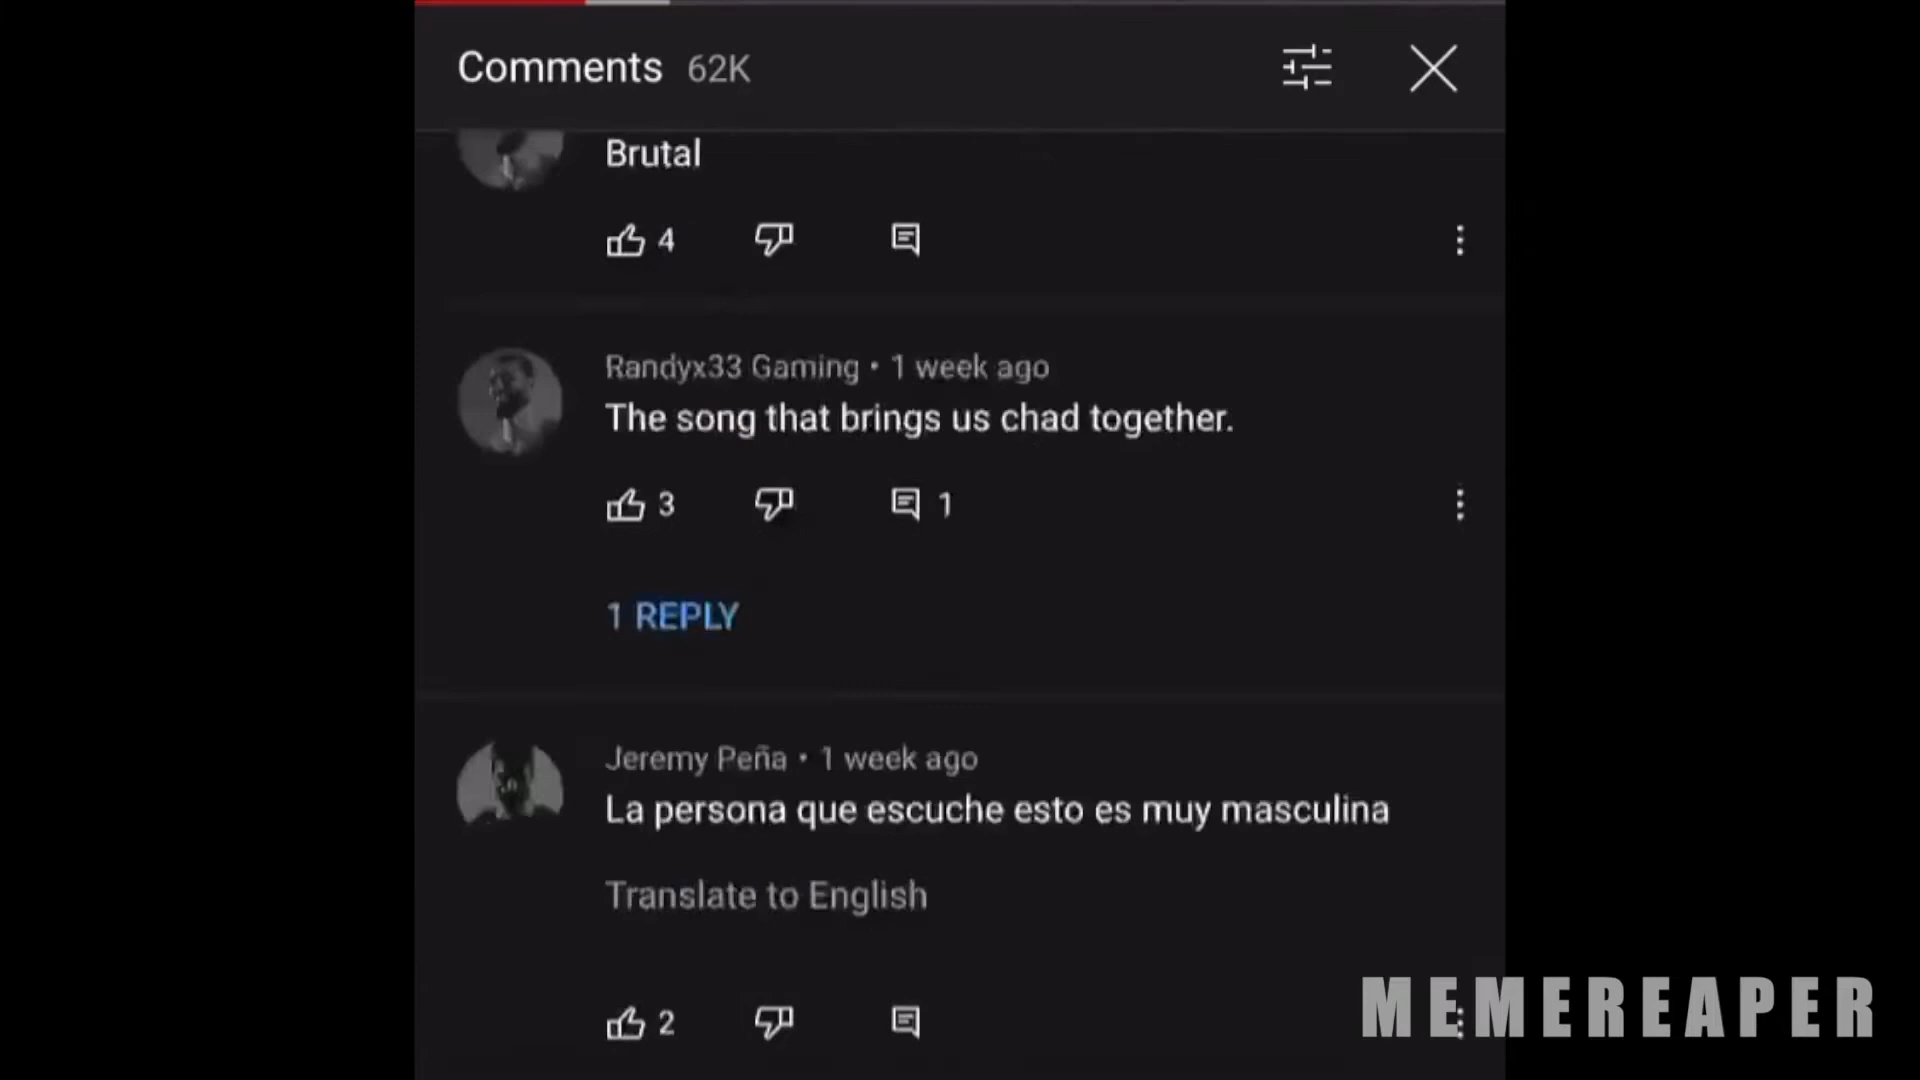 Comments 62K
Brutal
4
Randyx33 Gaming • 1 week ago
The song that brings us chad together.
3 1
1 REPLY
Jeremy Peña • 1 week ago
La persona que escuche esto es muy masculina
Translate to English
2
MEMEREAPER